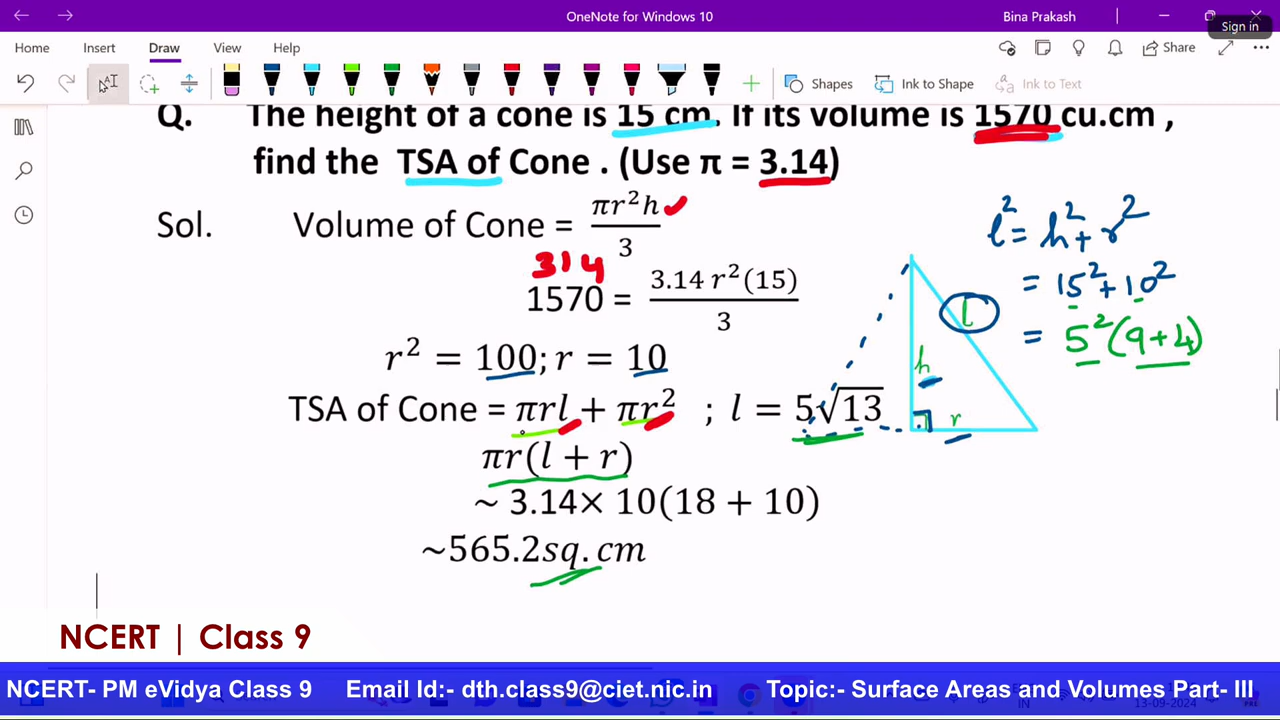 OneNote for Windows 10
Bina Prakash
Sign in
Home Insert Draw View Help
Share
Shapes
Ink to Shape
Ink to Text
Q. The height of a cone is 15 cm. If its volume is 1570 cu.cm ,
find the TSA of Cone . (Use π = 3.14)
Sol. Volume of Cone = πr²h/3
314
1570 = 3.14 r²(15)/3
r² = 100; r = 10
TSA of Cone = πrl + πr² ; l = 5√13
πr(l + r)
~ 3.14× 10(18 + 10)
~565.2sq.cm
l² = h² + r²
= 15² + 10²
= 5² (9+4)
l
h
r
NCERT | Class 9
NCERT- PM eVidya Class 9 Email Id:- dth.class9@ciet.nic.in Topic:- Surface Areas and Volumes Part- III
13-09-2024